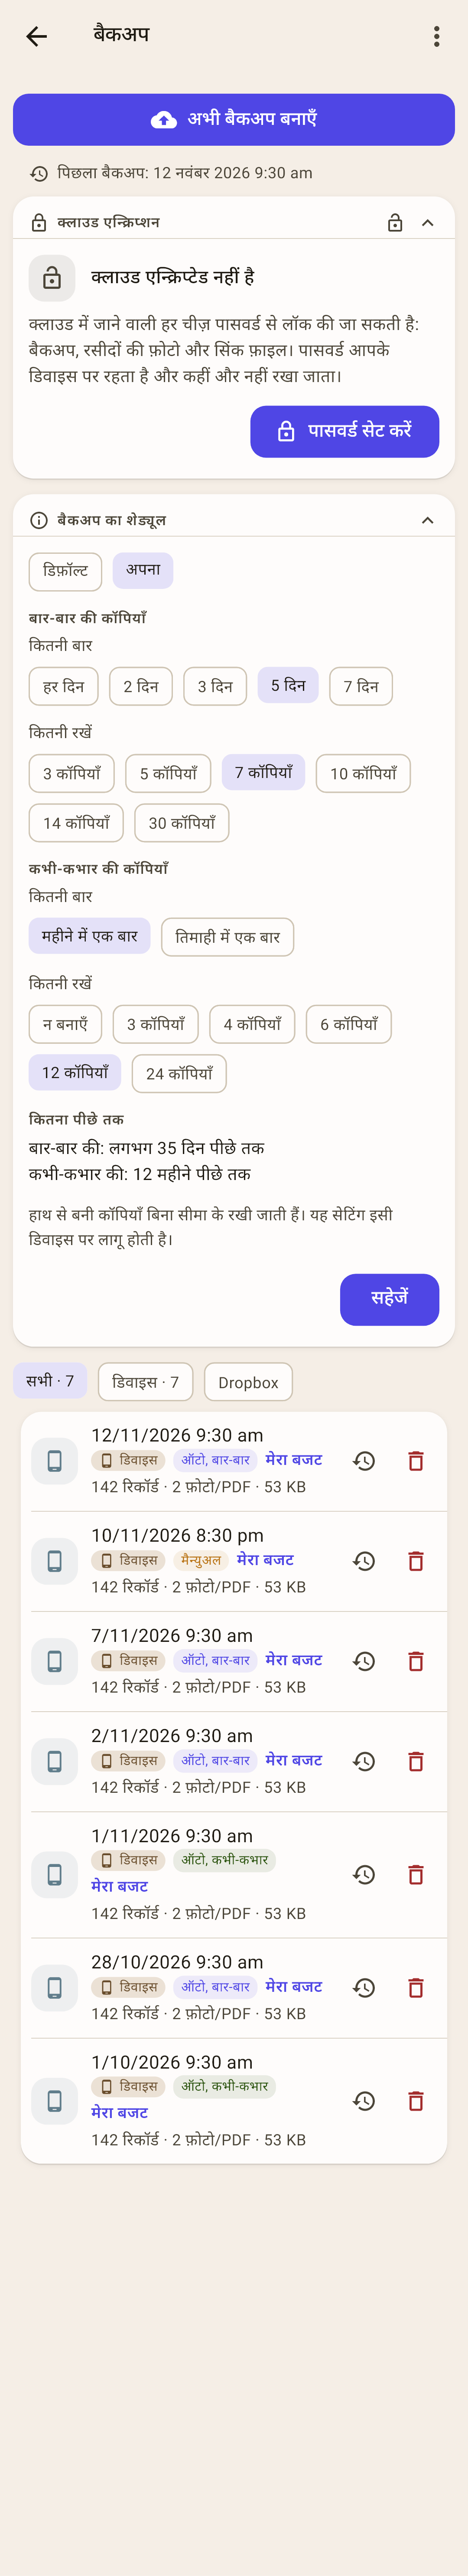 बैकअप
अभी बैकअप बनाएँ
पिछला बैकअप: 12 नवंबर 2026 9:30 am
क्लाउड एन्क्रिप्शन
क्लाउड एन्क्रिप्टेड नहीं है
क्लाउड में जाने वाली हर चीज़ पासवर्ड से लॉक की जा सकती है:
बैकअप, रसीदों की फ़ोटो और सिंक फ़ाइल। पासवर्ड आपके
डिवाइस पर रहता है और कहीं और नहीं रखा जाता।
पासवर्ड सेट करें
बैकअप का शेड्यूल
डिफ़ॉल्ट अपना
बार-बार की कॉपियाँ
कितनी बार
हर दिन 2 दिन 3 दिन 5 दिन 7 दिन
कितनी रखें
3 कॉपियाँ 5 कॉपियाँ 7 कॉपियाँ 10 कॉपियाँ
14 कॉपियाँ 30 कॉपियाँ
कभी-कभार की कॉपियाँ
कितनी बार
महीने में एक बार तिमाही में एक बार
कितनी रखें
न बनाएँ 3 कॉपियाँ 4 कॉपियाँ 6 कॉपियाँ
12 कॉपियाँ 24 कॉपियाँ
कितना पीछे तक
बार-बार की: लगभग 35 दिन पीछे तक
कभी-कभार की: 12 महीने पीछे तक
हाथ से बनी कॉपियाँ बिना सीमा के रखी जाती हैं। यह सेटिंग इसी
डिवाइस पर लागू होती है।
सहेजें
सभी · 7 डिवाइस · 7 Dropbox
12/11/2026 9:30 am
डिवाइस ऑटो, बार-बार मेरा बजट
142 रिकॉर्ड · 2 फ़ोटो/PDF · 53 KB
10/11/2026 8:30 pm
डिवाइस मैन्युअल मेरा बजट
142 रिकॉर्ड · 2 फ़ोटो/PDF · 53 KB
7/11/2026 9:30 am
डिवाइस ऑटो, बार-बार मेरा बजट
142 रिकॉर्ड · 2 फ़ोटो/PDF · 53 KB
2/11/2026 9:30 am
डिवाइस ऑटो, बार-बार मेरा बजट
142 रिकॉर्ड · 2 फ़ोटो/PDF · 53 KB
1/11/2026 9:30 am
डिवाइस ऑटो, कभी-कभार
मेरा बजट
142 रिकॉर्ड · 2 फ़ोटो/PDF · 53 KB
28/10/2026 9:30 am
डिवाइस ऑटो, बार-बार मेरा बजट
142 रिकॉर्ड · 2 फ़ोटो/PDF · 53 KB
1/10/2026 9:30 am
डिवाइस ऑटो, कभी-कभार
मेरा बजट
142 रिकॉर्ड · 2 फ़ोटो/PDF · 53 KB